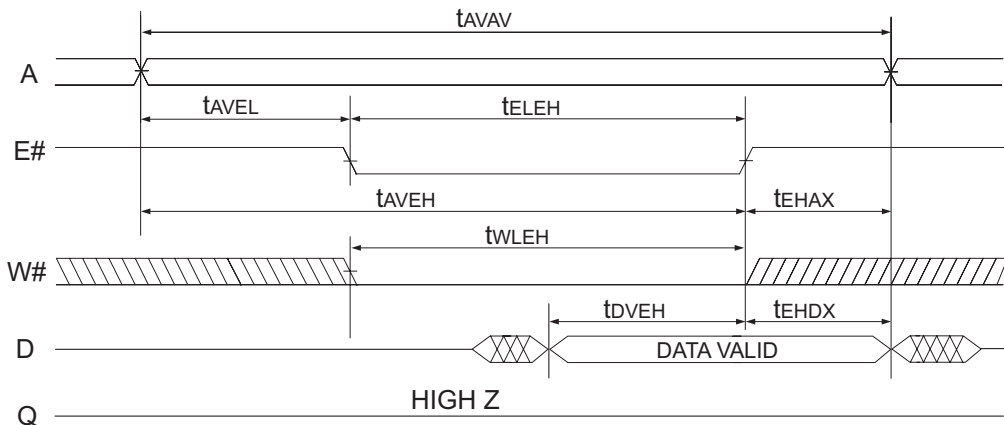 tAVAV
A
tAVEL tELEH
E#
tAVEH tEHAX
tWLEH
W#
tDVEH tEHDX
D DATA VALID
HIGH Z
Q